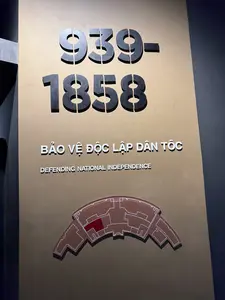 939-
1858
BẢO VỆ ĐỘC LẬP DÂN TỘC
DEFENDING NATIONAL INDEPENDENCE